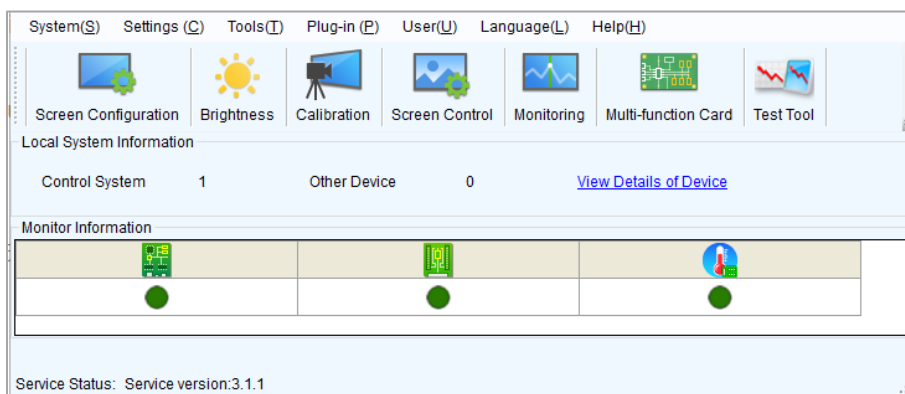 System(S) Settings (C) Tools(T) Plug-in (P) User(U) Language(L) Help(H)
Screen Configuration Brightness Calibration Screen Control Monitoring Multi-function Card Test Tool
Local System Information
Control System 1 Other Device 0 View Details of Device
Monitor Information
Service Status: Service version:3.1.1